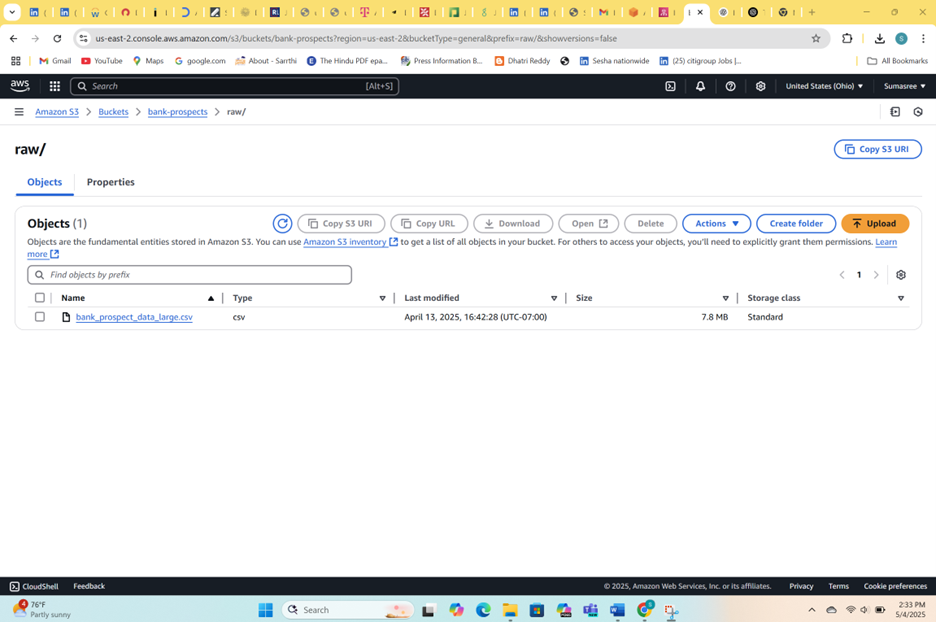 us-east-2.console.aws.amazon.com/s3/buckets/bank-prospects?region=us-east-2&bucketType=general&prefix=raw/&showversions=false
Gmail YouTube Maps google.com About - Sarthi The Hindu PDF epa... Press Information B... Dhatri Reddy Sesha nationwide (25) citigroup Jobs |... All Bookmarks
aws Search [Alt+S] United States (Ohio) Sumasree
Amazon S3 > Buckets > bank-prospects > raw/
raw/
Copy S3 URI
Objects Properties
Objects (1) Copy S3 URI Copy URL Download Open Delete Actions Create folder Upload
Objects are the fundamental entities stored in Amazon S3. You can use Amazon S3 inventory to get a list of all objects in your bucket. For others to access your objects, you'll need to explicitly grant them permissions. Learn
more
Find objects by prefix 1
Name Type Last modified Size Storage class
bank_prospect_data_large.csv csv April 13, 2025, 16:42:28 (UTC-07:00) 7.8 MB Standard
CloudShell Feedback © 2025, Amazon Web Services, Inc. or its affiliates. Privacy Terms Cookie preferences
4 76°F Search 2:33 PM
Partly sunny 5/4/2025